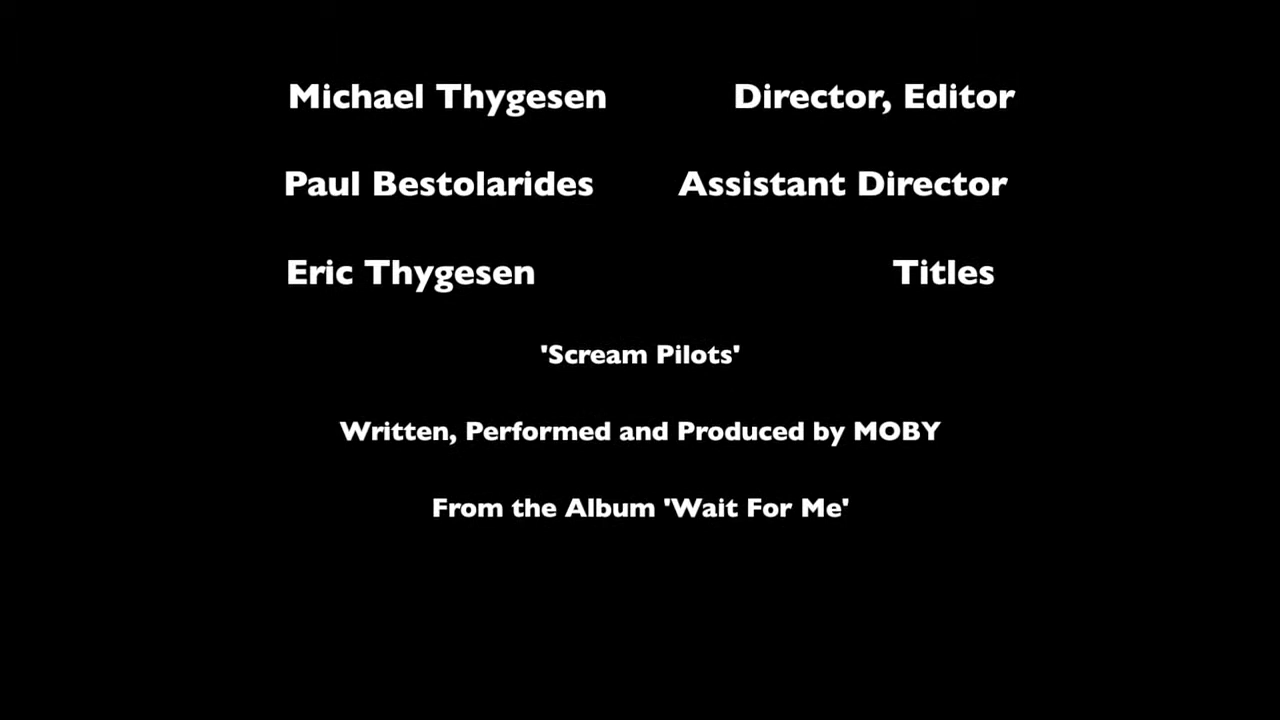 Michael Thygesen Director, Editor
Paul Bestolarides Assistant Director
Eric Thygesen Titles
'Scream Pilots'
Written, Performed and Produced by MOBY
From the Album 'Wait For Me'